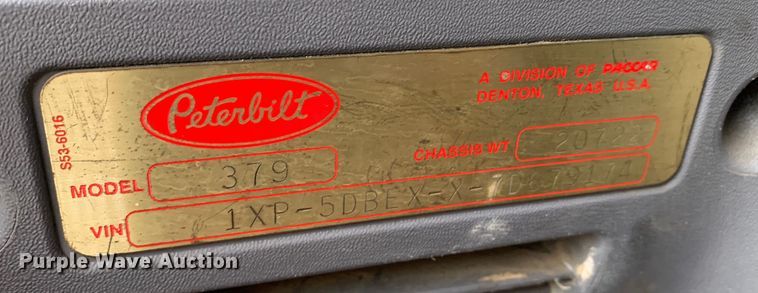 Peterbilt
A DIVISION OF PACCAR
DENTON, TEXAS U.S.A.
S53-6016
CHASSIS WT
MODEL 379
VIN
Purple Wave Auction